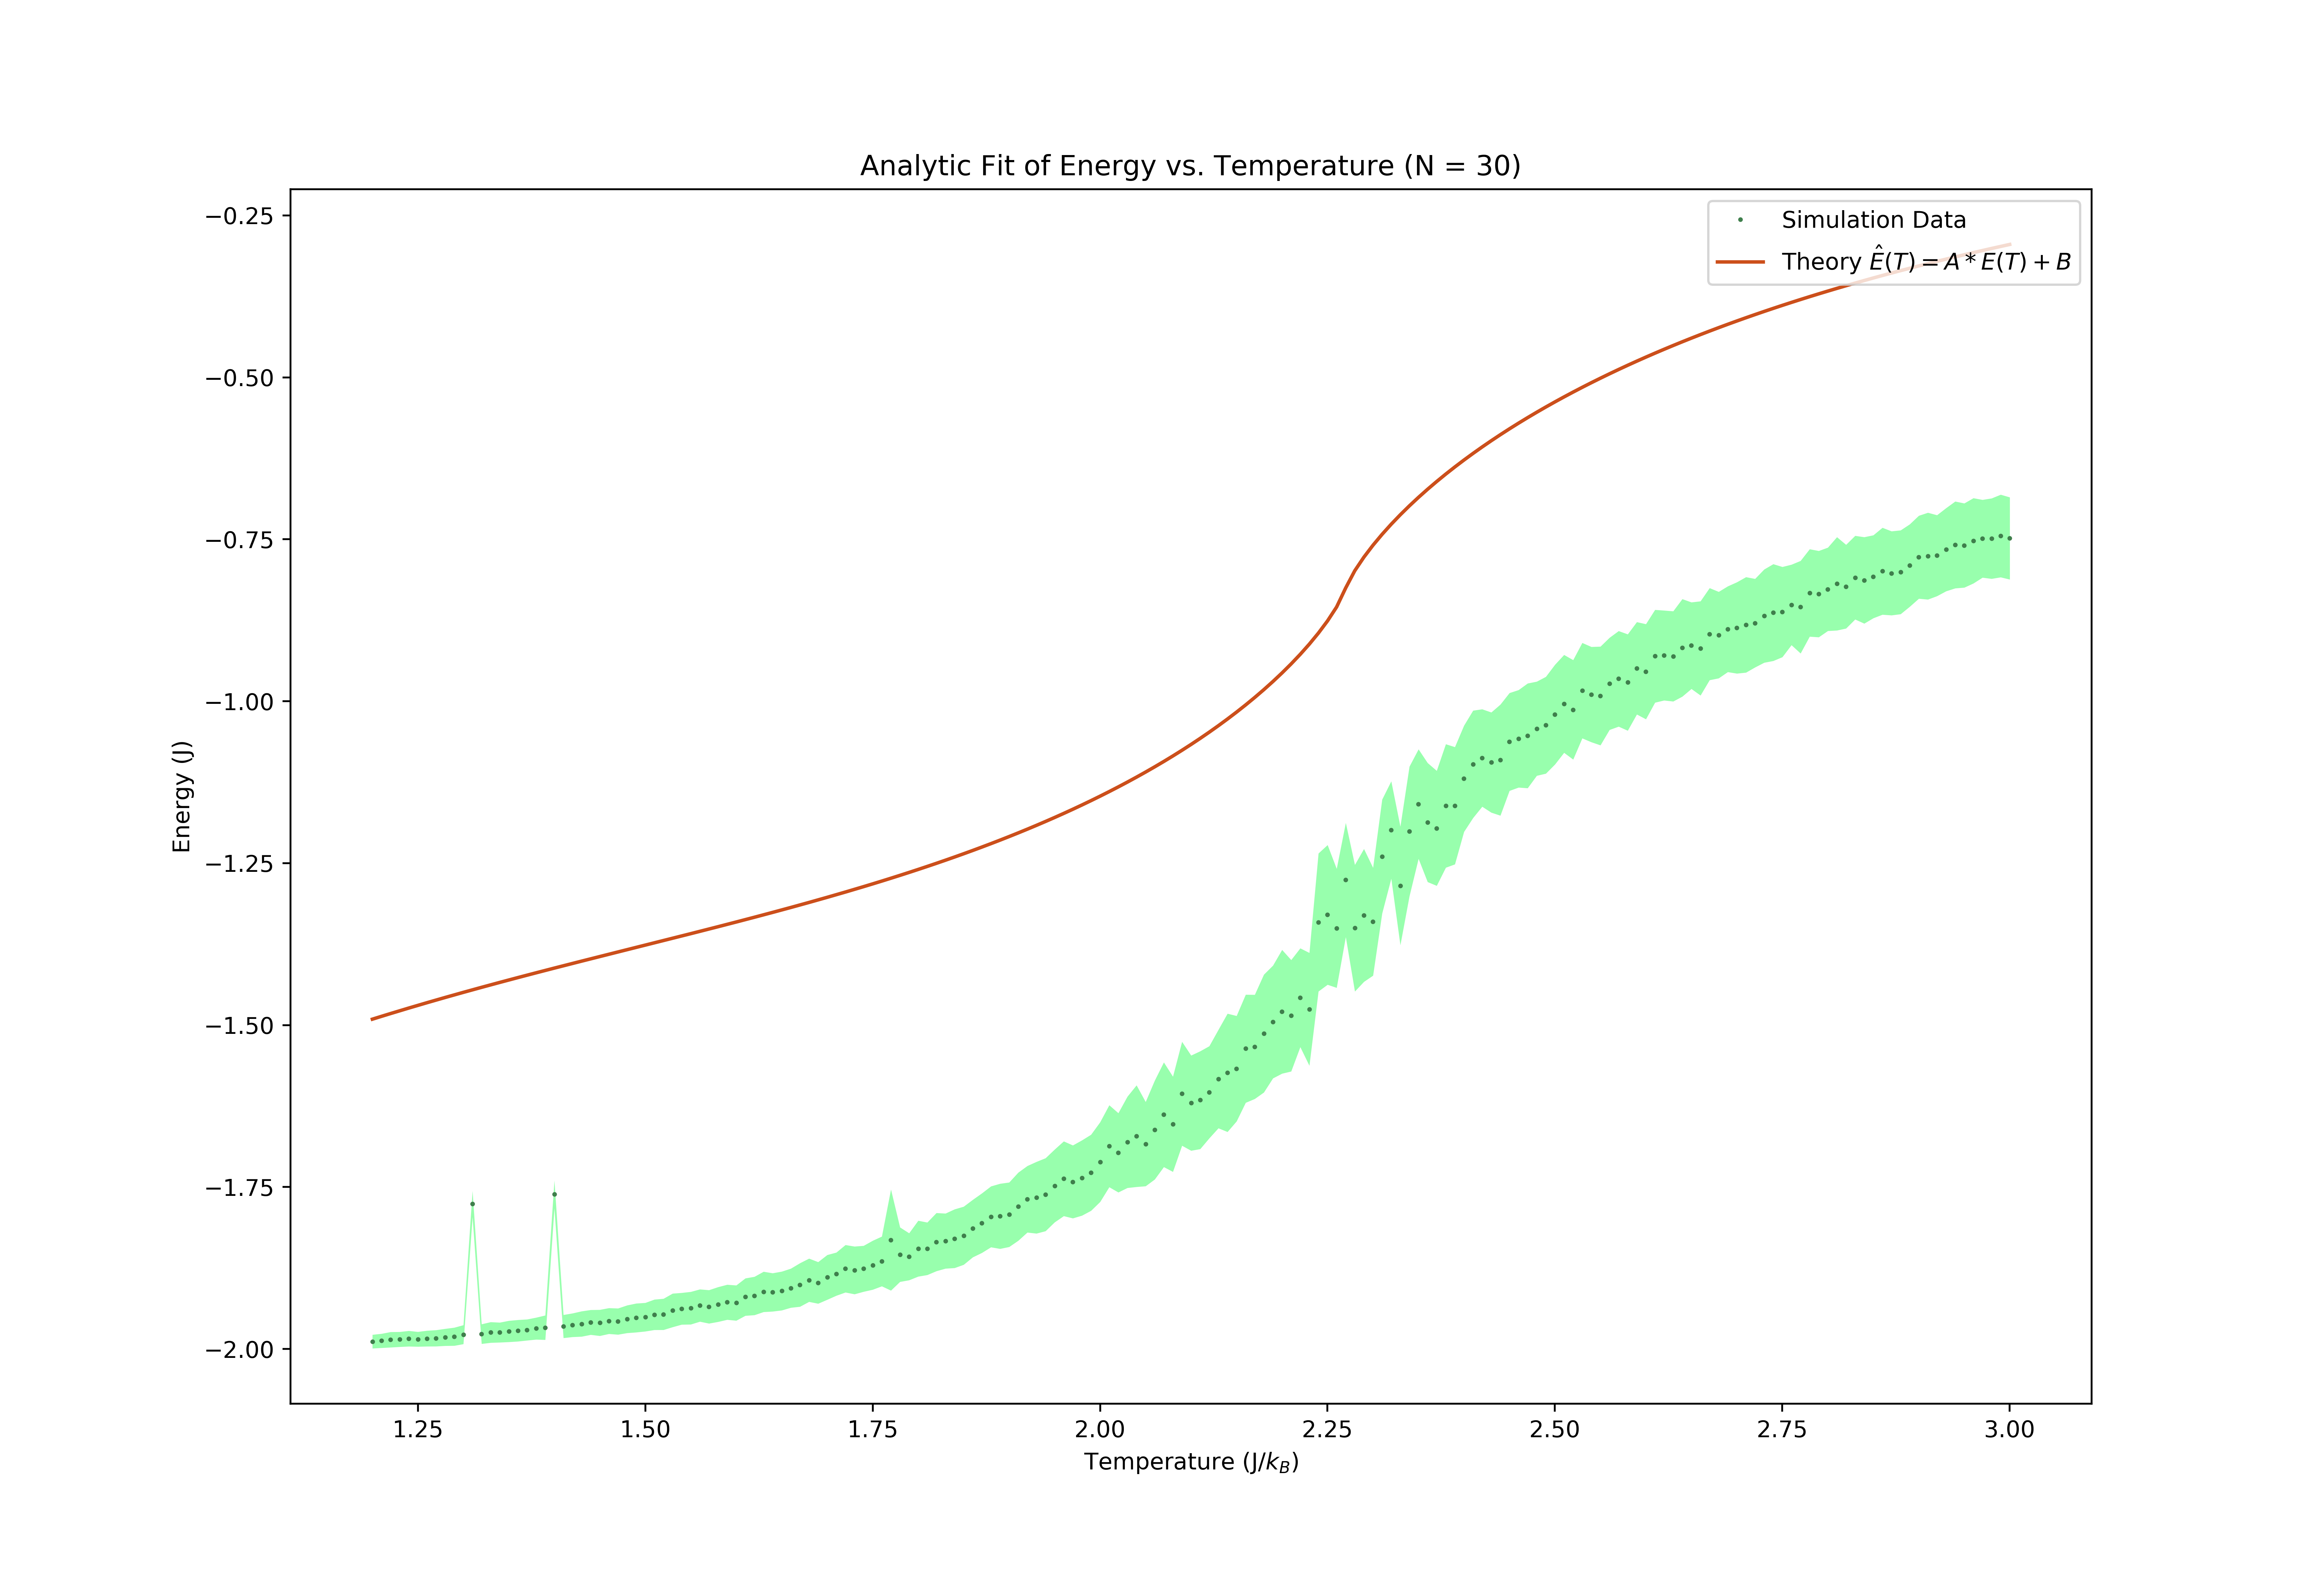 Analytic Fit of Energy vs. Temperature (N = 30)
Simulation Data
Theory Ê(T) = A * E(T) + B
Energy (J)
−0.25
−0.50
−0.75
−1.00
−1.25
−1.50
−1.75
−2.00
1.25 1.50 1.75 2.00 2.25 2.50 2.75 3.00
Temperature (J/k_B)